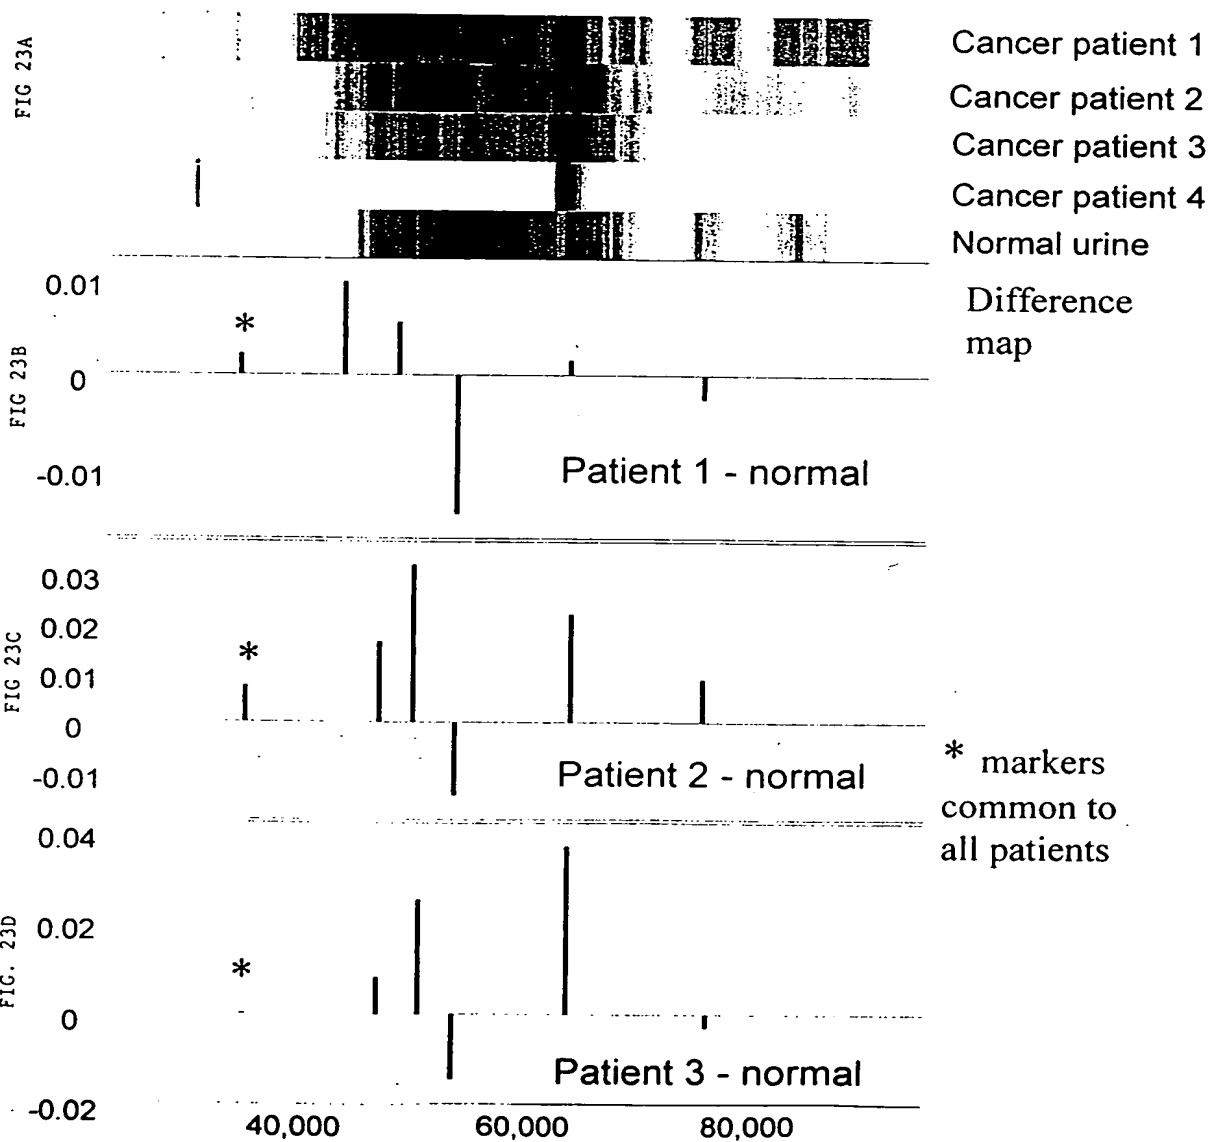 FIG 23A
Cancer patient 1
Cancer patient 2
Cancer patient 3
Cancer patient 4
Normal urine
Difference
map
FIG 23B
0.01
*
0
-0.01
Patient 1 - normal
FIG 23C
0.03
0.02
*
0.01
0
-0.01
Patient 2 - normal
* markers
common to
all patients
FIG. 23D
0.04
0.02
*
0
Patient 3 - normal
-0.02
40,000 60,000 80,000